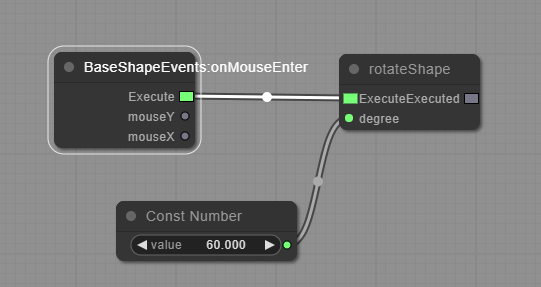 BaseShapeEvents:onMouseEnter
Execute
mouseY
mouseX
rotateShape
ExecuteExecuted
degree
Const Number
value 60.000